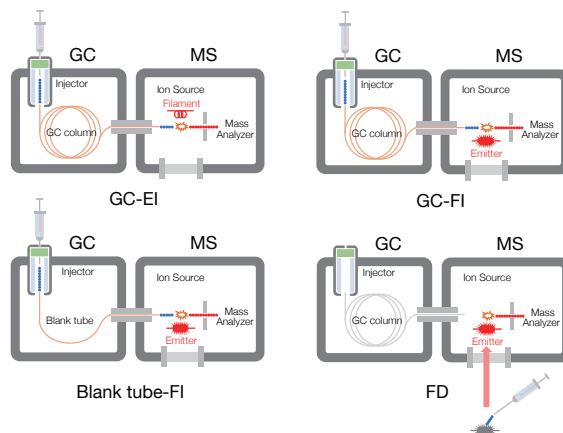 GC
MS
Injector
Ion Source
Filament
GC column
Mass
Analyzer
GC-EI
GC
MS
Injector
Ion Source
GC column
Emitter
Mass
Analyzer
GC-FI
GC
MS
Injector
Ion Source
Blank tube
Emitter
Mass
Analyzer
Blank tube-FI
GC
MS
Injector
Ion Source
GC column
Emitter
Mass
Analyzer
FD